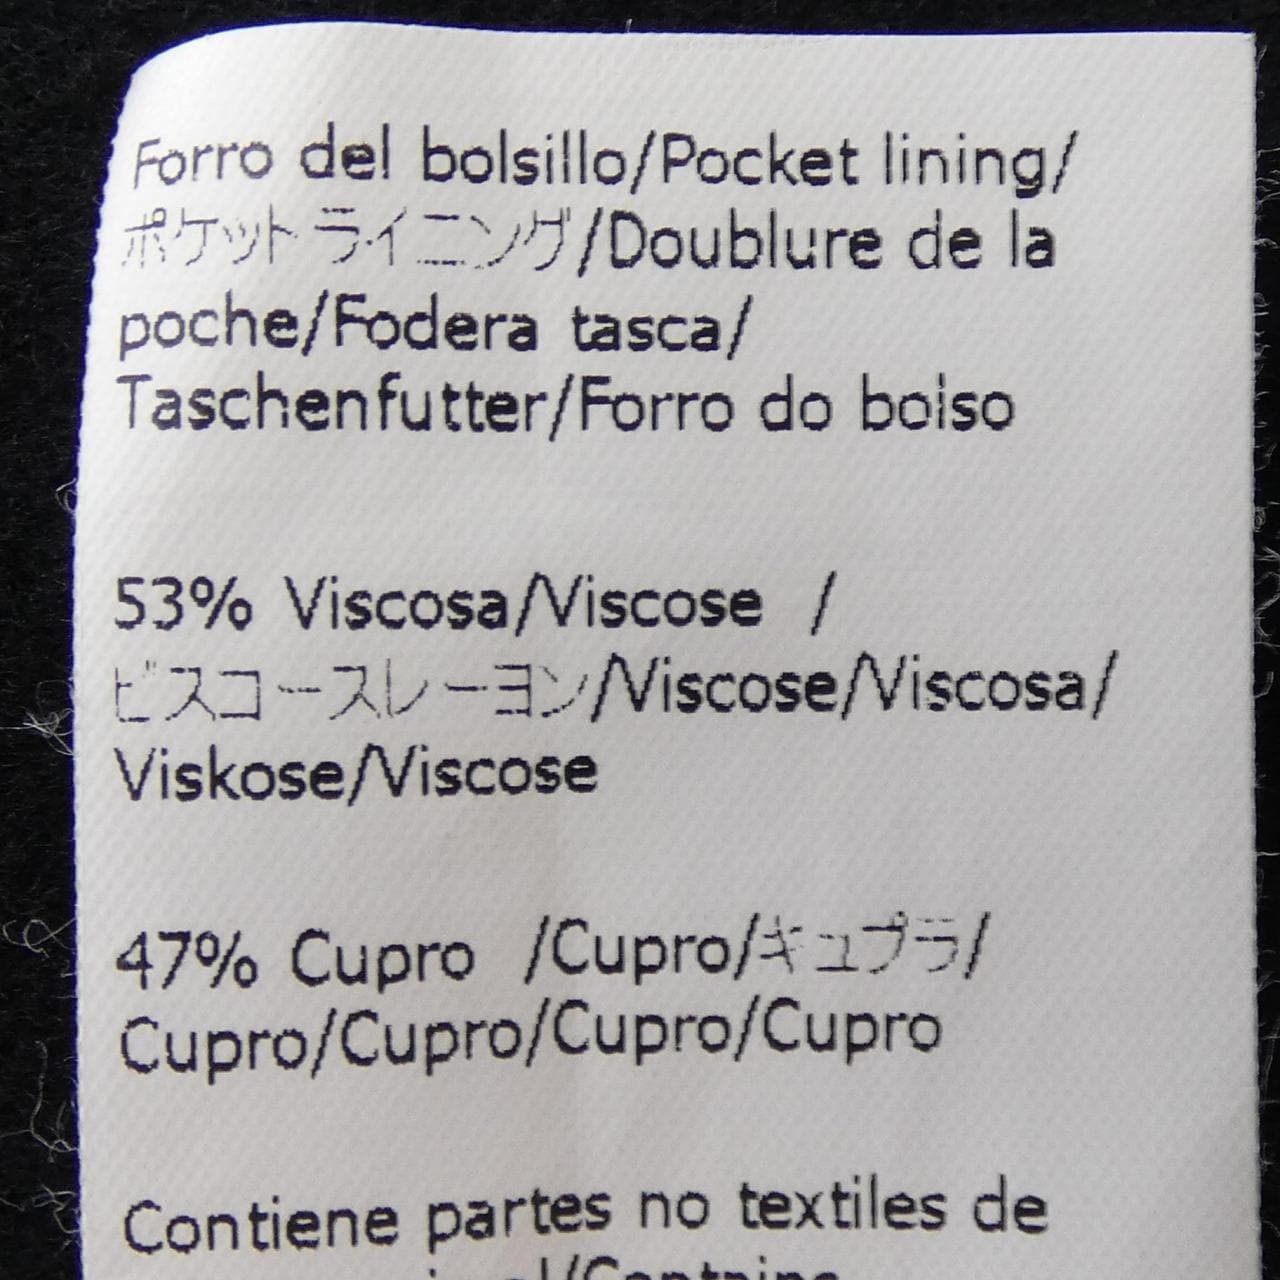 Forro del bolsillo/Pocket lining/
ポケットライニング/Doublure de la
poche/Fodera tasca/
Taschenfutter/Forro do bolso
53% Viscosa/Viscose /
ビスコースレーヨン/Viscose/Viscosa/
Viskose/Viscose
47% Cupro /Cupro/キュプラ/
Cupro/Cupro/Cupro/Cupro
Contiene partes no textiles de
/Contains